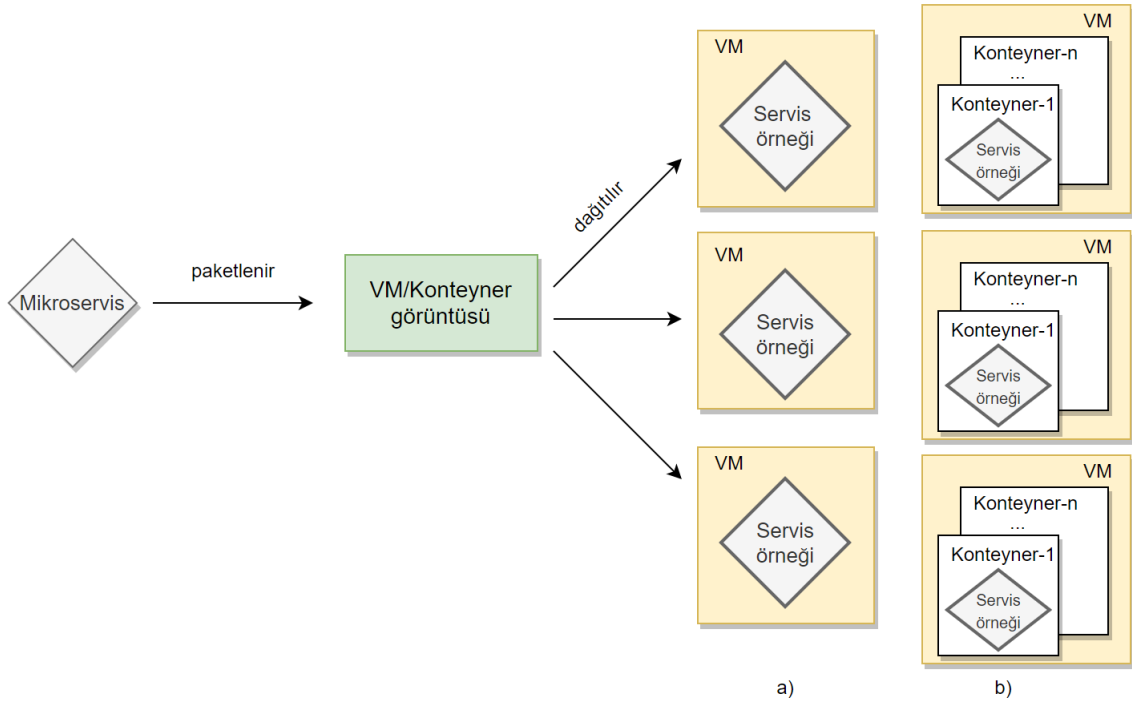 Mikroservis
paketlenir
VM/Konteyner
görüntüsü
dağıtılır
VM
Servis
örneği
VM
Servis
örneği
VM
Servis
örneği
a)
VM
Konteyner-n
...
Konteyner-1
Servis
örneği
VM
Konteyner-n
...
Konteyner-1
Servis
örneği
VM
Konteyner-n
...
Konteyner-1
Servis
örneği
b)